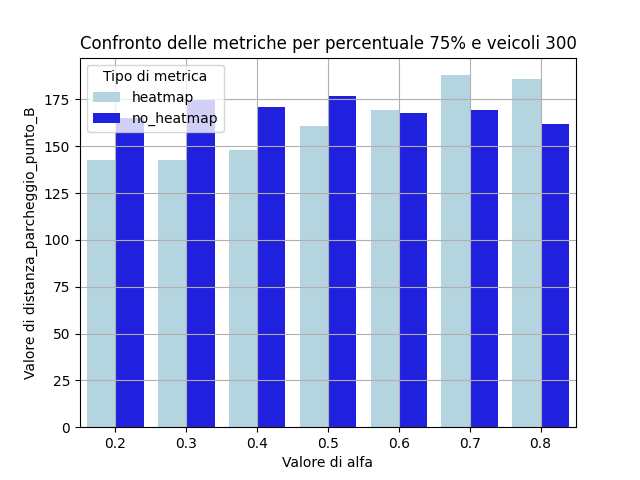 Confronto delle metriche per percentuale 75% e veicoli 300
Tipo di metrica
heatmap
no_heatmap
Valore di distanza_parcheggio_punto_B
175
150
125
100
75
50
25
0
0.2 0.3 0.4 0.5 0.6 0.7 0.8
Valore di alfa